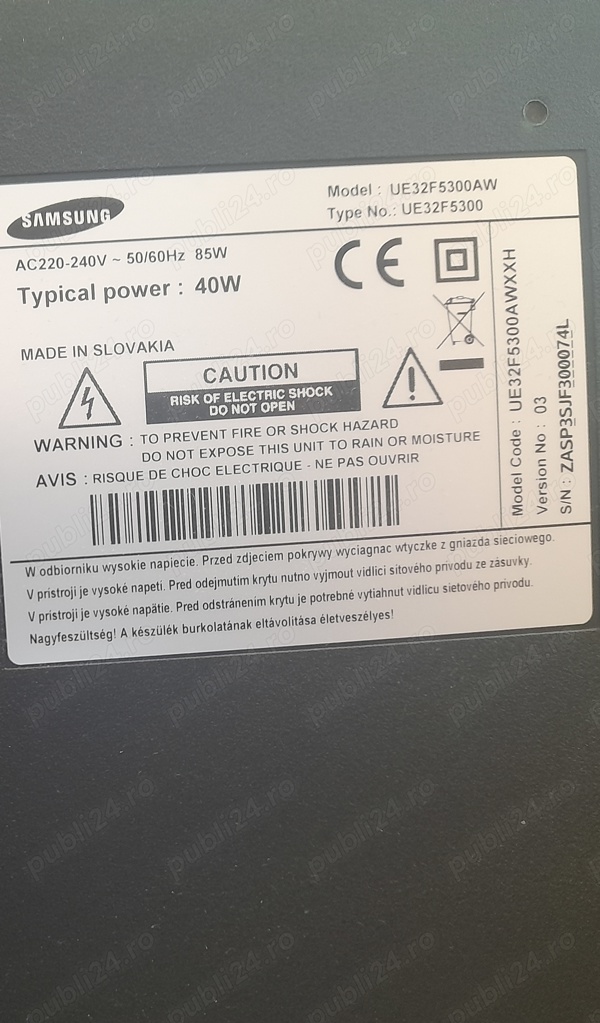 SAMSUNG
Model : UE32F5300AW
Type No.: UE32F5300
AC220-240V ~ 50/60Hz 85W
Typical power : 40W
CE
MADE IN SLOVAKIA
CAUTION
RISK OF ELECTRIC SHOCK
DO NOT OPEN
WARNING : TO PREVENT FIRE OR SHOCK HAZARD
DO NOT EXPOSE THIS UNIT TO RAIN OR MOISTURE
AVIS : RISQUE DE CHOC ELECTRIQUE - NE PAS OUVRIR
Model Code : UE32F5300AWXXH
Version No : 03
S/N : ZASP3SJF300074L
W odbiorniku wysokie napiecie. Przed zdjeciem pokrywy wyciagnac wtyczke z gniazda sieciowego.
V pristroji je vysoké napeti. Pred odejmutim krytu nutno vyjmout vidlici sitového privodu ze zásuvky.
V pristroji je vysoké napätie. Pred odstránením krytu je potrebné vytiahnut vidlicu sietového privodu.
Nagyfeszültség! A készülék burkolatának eltávolítása életveszélyes!
publi24.ro